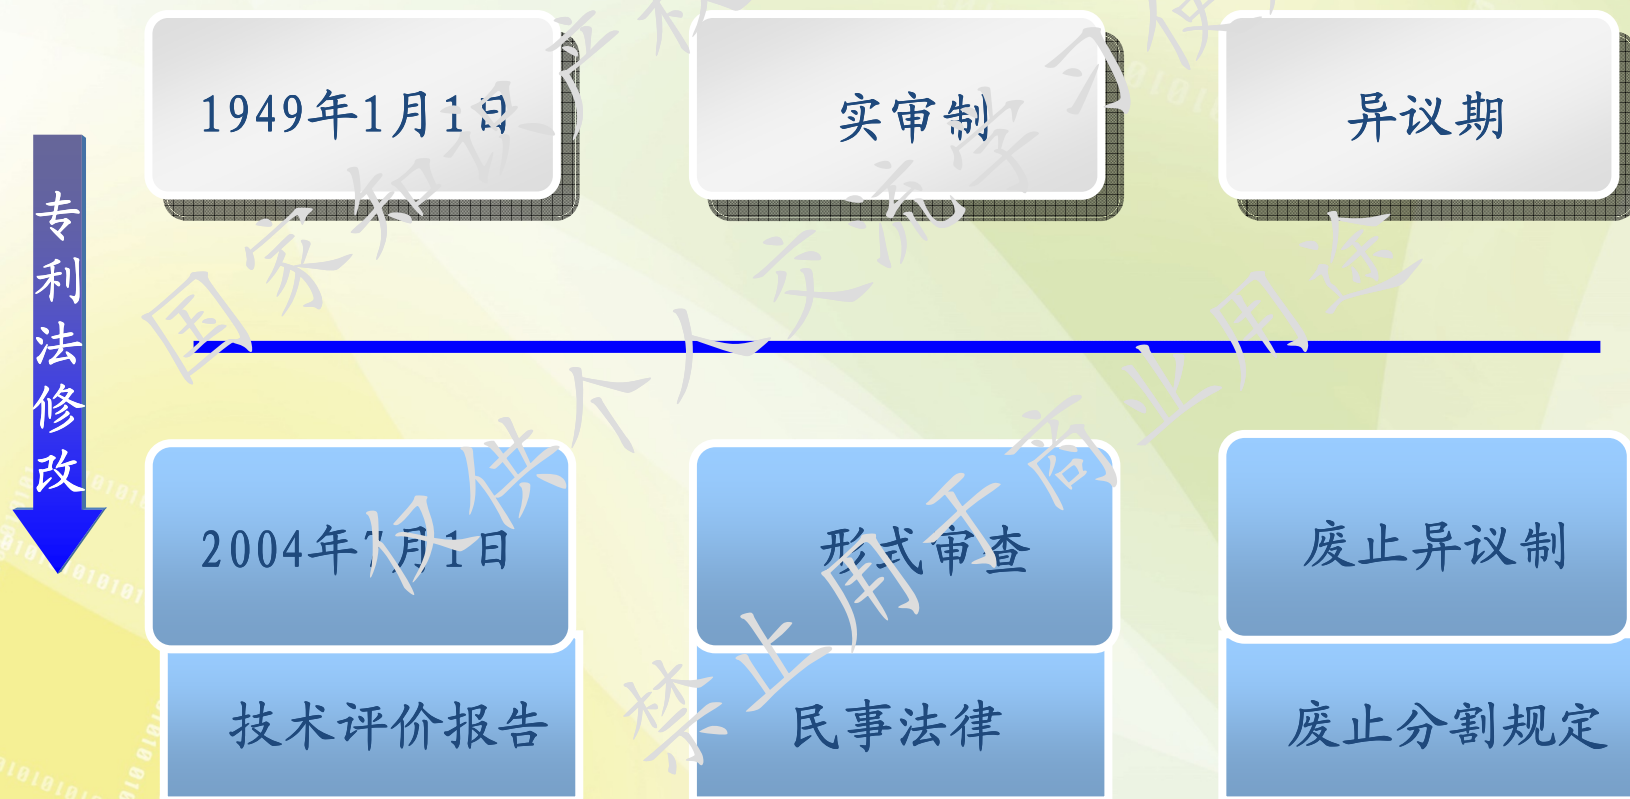 1949年1月1日
实审制
异议期
专利法修改
2004年7月1日
形式审查
废止异议制
技术评价报告
民事法律
废止分割规定
国家知识产权
仅供个人交流学习使
禁止用于商业用途